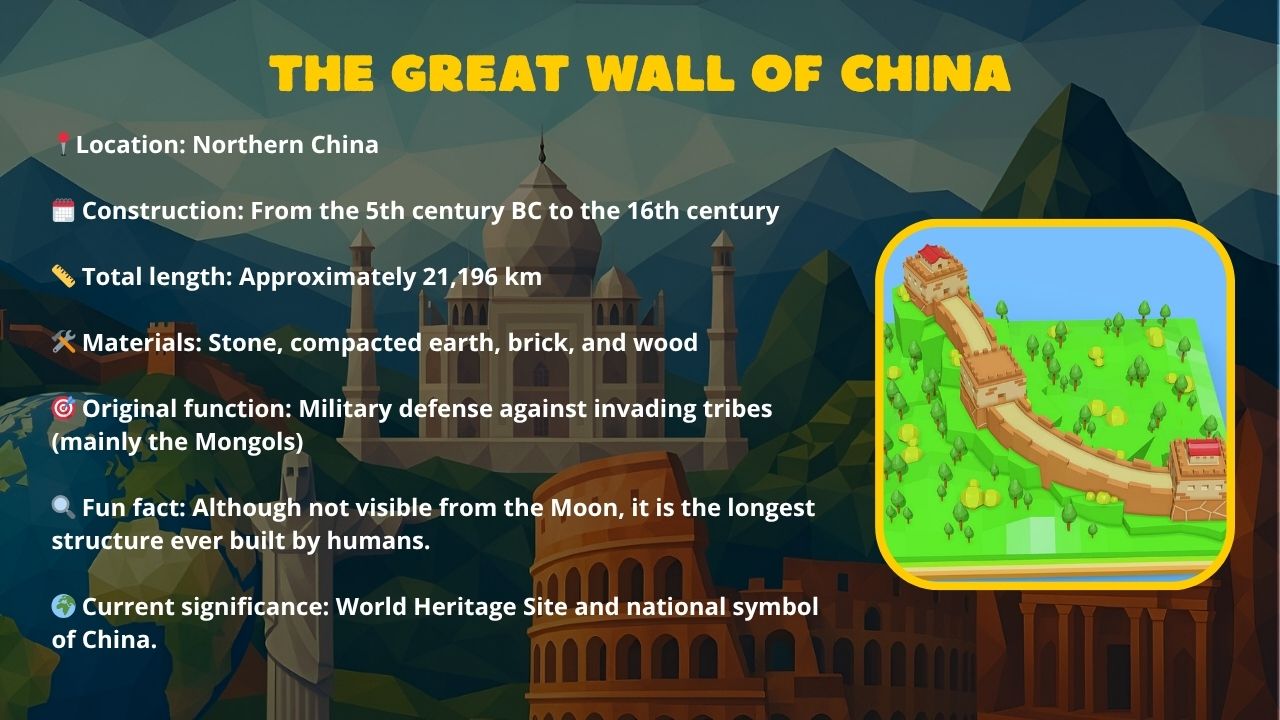 THE GREAT WALL OF CHINA
📍Location: Northern China
🗓️ Construction: From the 5th century BC to the 16th century
📏 Total length: Approximately 21,196 km
🛠️ Materials: Stone, compacted earth, brick, and wood
🎯 Original function: Military defense against invading tribes
(mainly the Mongols)
🔍 Fun fact: Although not visible from the Moon, it is the longest
structure ever built by humans.
🌍 Current significance: World Heritage Site and national symbol
of China.